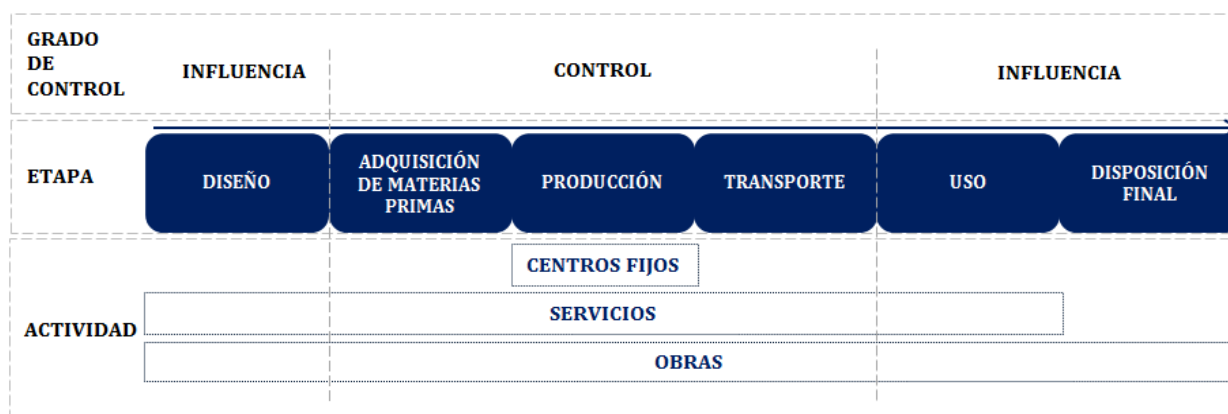 GRADO
DE
CONTROL
INFLUENCIA
CONTROL
INFLUENCIA
ETAPA
DISEÑO
ADQUISICIÓN
DE MATERIAS
PRIMAS
PRODUCCIÓN
TRANSPORTE
USO
DISPOSICIÓN
FINAL
ACTIVIDAD
CENTROS FIJOS
SERVICIOS
OBRAS